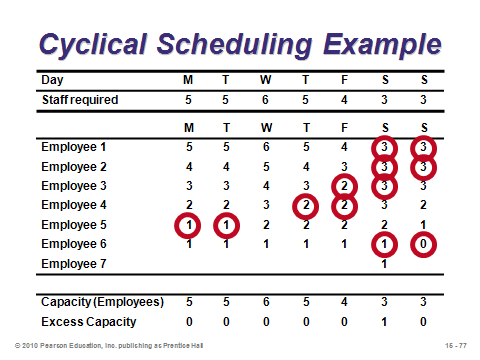 Cyclical Scheduling Example
Day M T W T F S S
Staff required 5 5 6 5 4 3 3
M T W T F S S
Employee 1 5 5 6 5 4 3 3
Employee 2 4 4 5 4 3 3 3
Employee 3 3 3 4 3 2 3 3
Employee 4 2 2 3 2 2 3 2
Employee 5 1 1 2 2 2 2 1
Employee 6 1 1 1 1 1 1 0
Employee 7 1
Capacity (Employees) 5 5 6 5 4 3 3
Excess Capacity 0 0 0 0 0 1 0
© 2010 Pearson Education, Inc. publishing as Prentice Hall 15 - 77